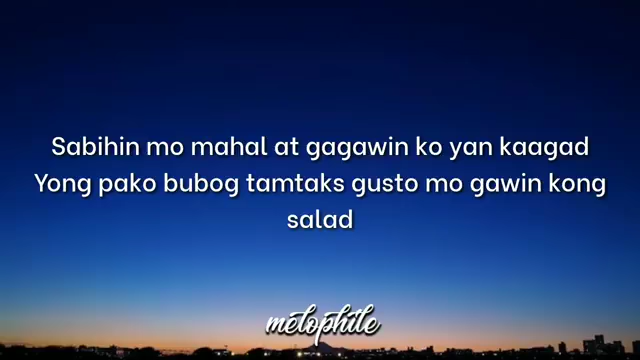 Sabihin mo mahal at gagawin ko yan kaagad
Yong pako bubog tamtaks gusto mo gawin kong
salad
melophile